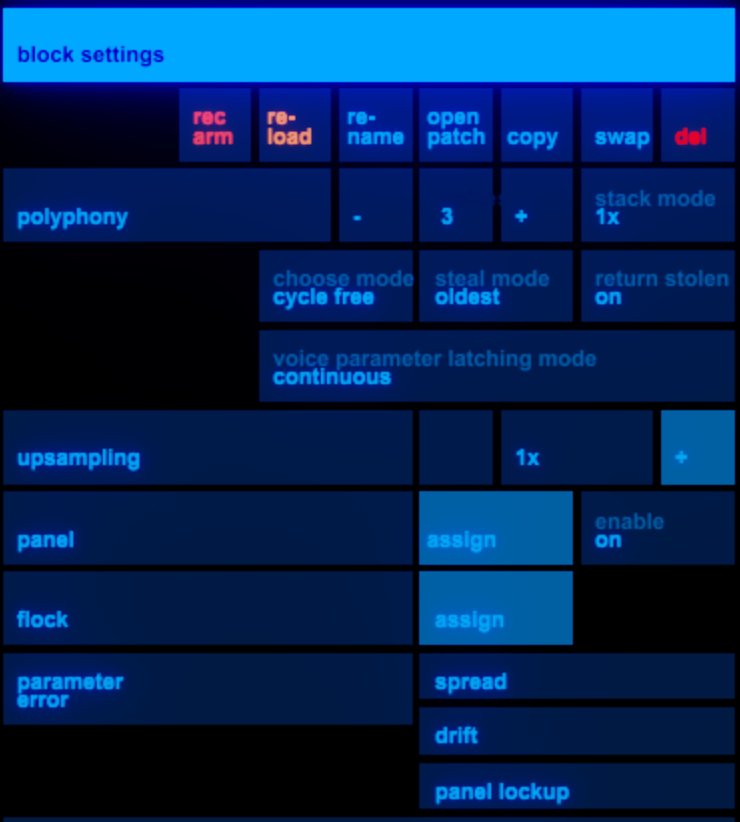 block settings
rec arm
re-load
re-name
open patch
copy
swap
del
polyphony
-
3
+
stack mode
1x
choose mode
cycle free
steal mode
oldest
return stolen
on
voice parameter latching mode
continuous
upsampling
1x
+
panel
assign
enable
on
flock
assign
parameter
error
spread
drift
panel lockup